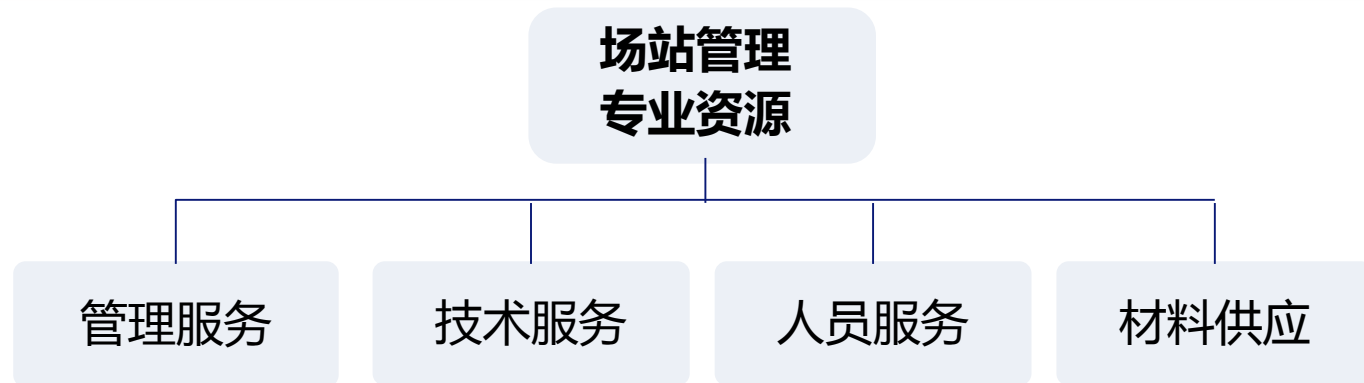 场站管理
专业资源
管理服务
技术服务
人员服务
材料供应